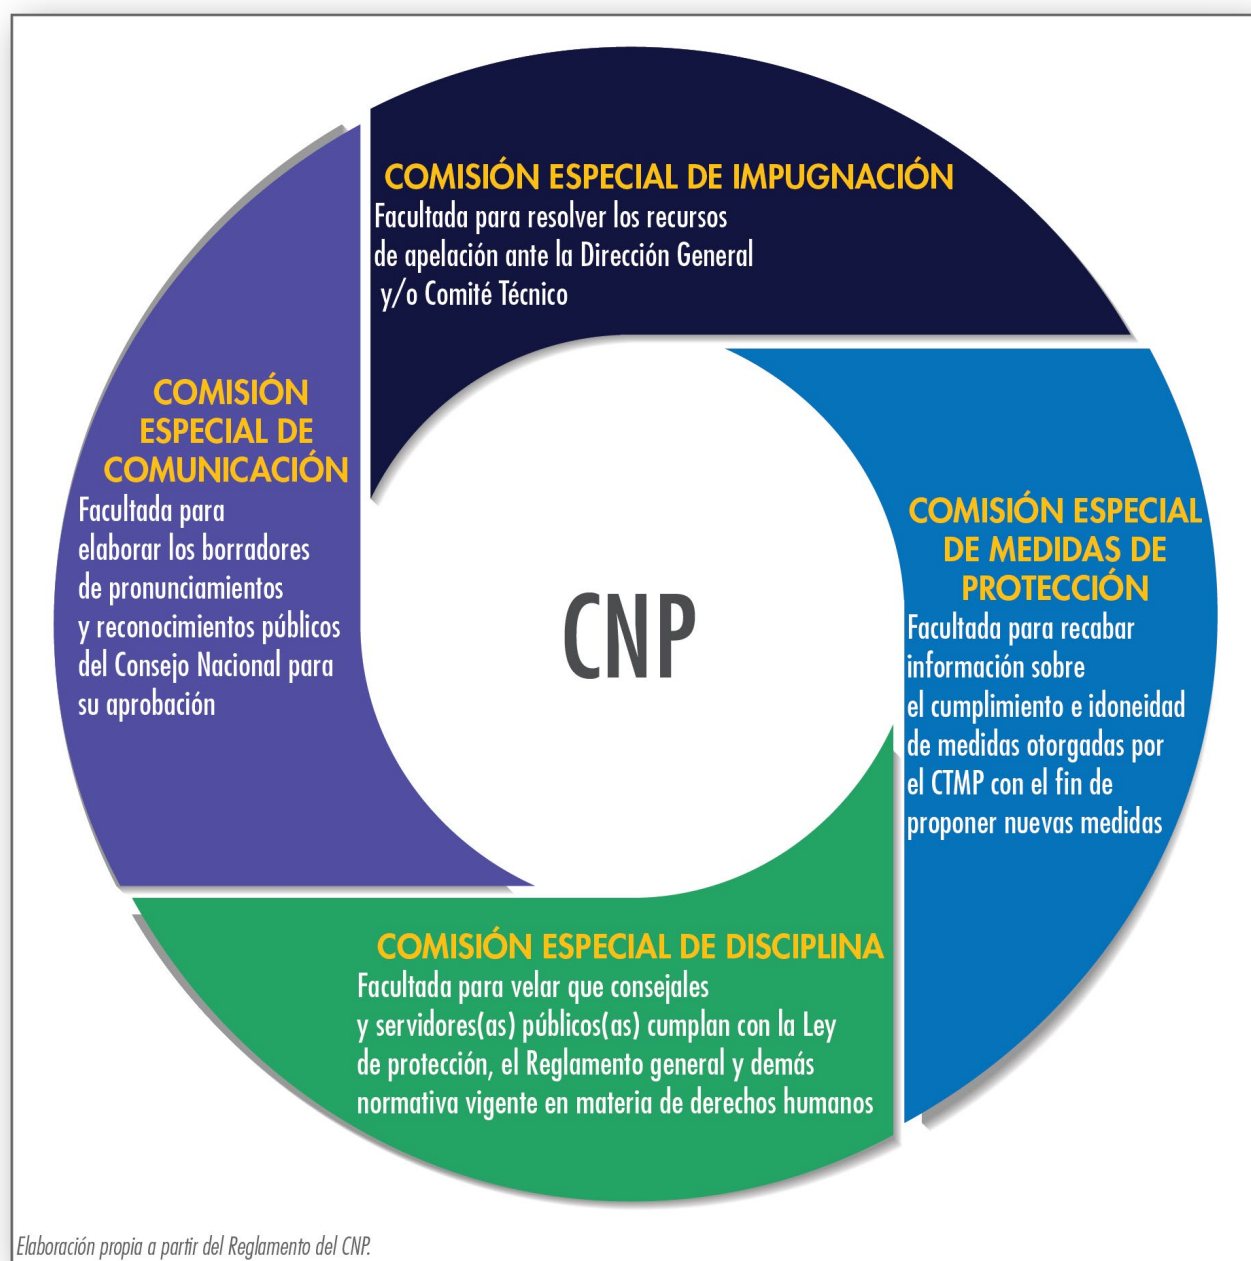 COMISIÓN ESPECIAL DE IMPUGNACIÓN
Facultada para resolver los recursos
de apelación ante la Dirección General
y/o Comité Técnico
COMISIÓN
ESPECIAL DE
COMUNICACIÓN
Facultada para
elaborar los borradores
de pronunciamientos
y reconocimientos públicos
del Consejo Nacional para
su aprobación
CNP
COMISIÓN ESPECIAL
DE MEDIDAS DE
PROTECCIÓN
Facultada para recabar
información sobre
el cumplimiento e idoneidad
de medidas otorgadas por
el CTMP con el fin de
proponer nuevas medidas
COMISIÓN ESPECIAL DE DISCIPLINA
Facultada para velar que consejales
y servidores(as) públicos(as) cumplan con la Ley
de protección, el Reglamento general y demás
normativa vigente en materia de derechos humanos
Elaboración propia a partir del Reglamento del CNP.